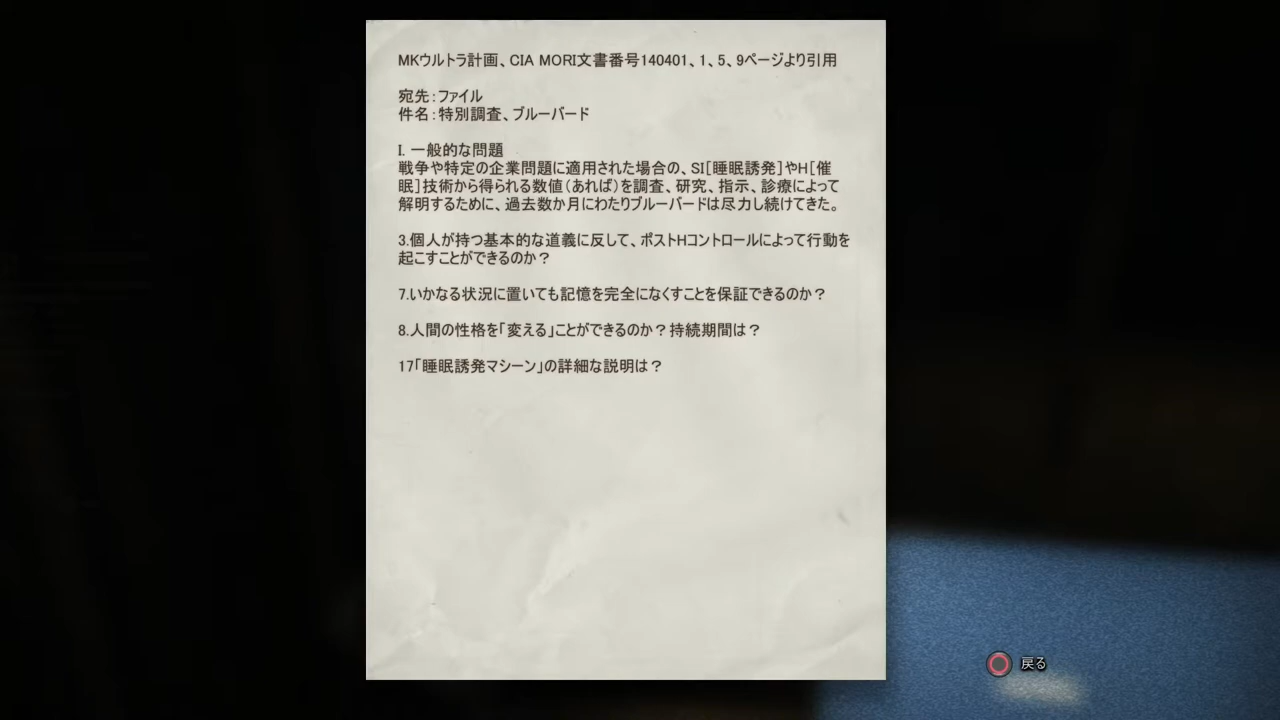 MKウルトラ計画、CIA MORI文書番号140401、1、5、9ページより引用
宛先：ファイル
件名：特別調査、ブルーバード
I. 一般的な問題
戦争や特定の企業問題に適用された場合の、SI［睡眠誘発］やH［催
眠］技術から得られる数値（あれば）を調査、研究、指示、診療によって
解明するために、過去数か月にわたりブルーバードは尽力し続けてきた。
3.個人が持つ基本的な道義に反して、ポストHコントロールによって行動を
起こすことができるのか？
7.いかなる状況に置いても記憶を完全になくすことを保証できるのか？
8.人間の性格を「変える」ことができるのか？持続期間は？
17「睡眠誘発マシーン」の詳細な説明は？
戻る